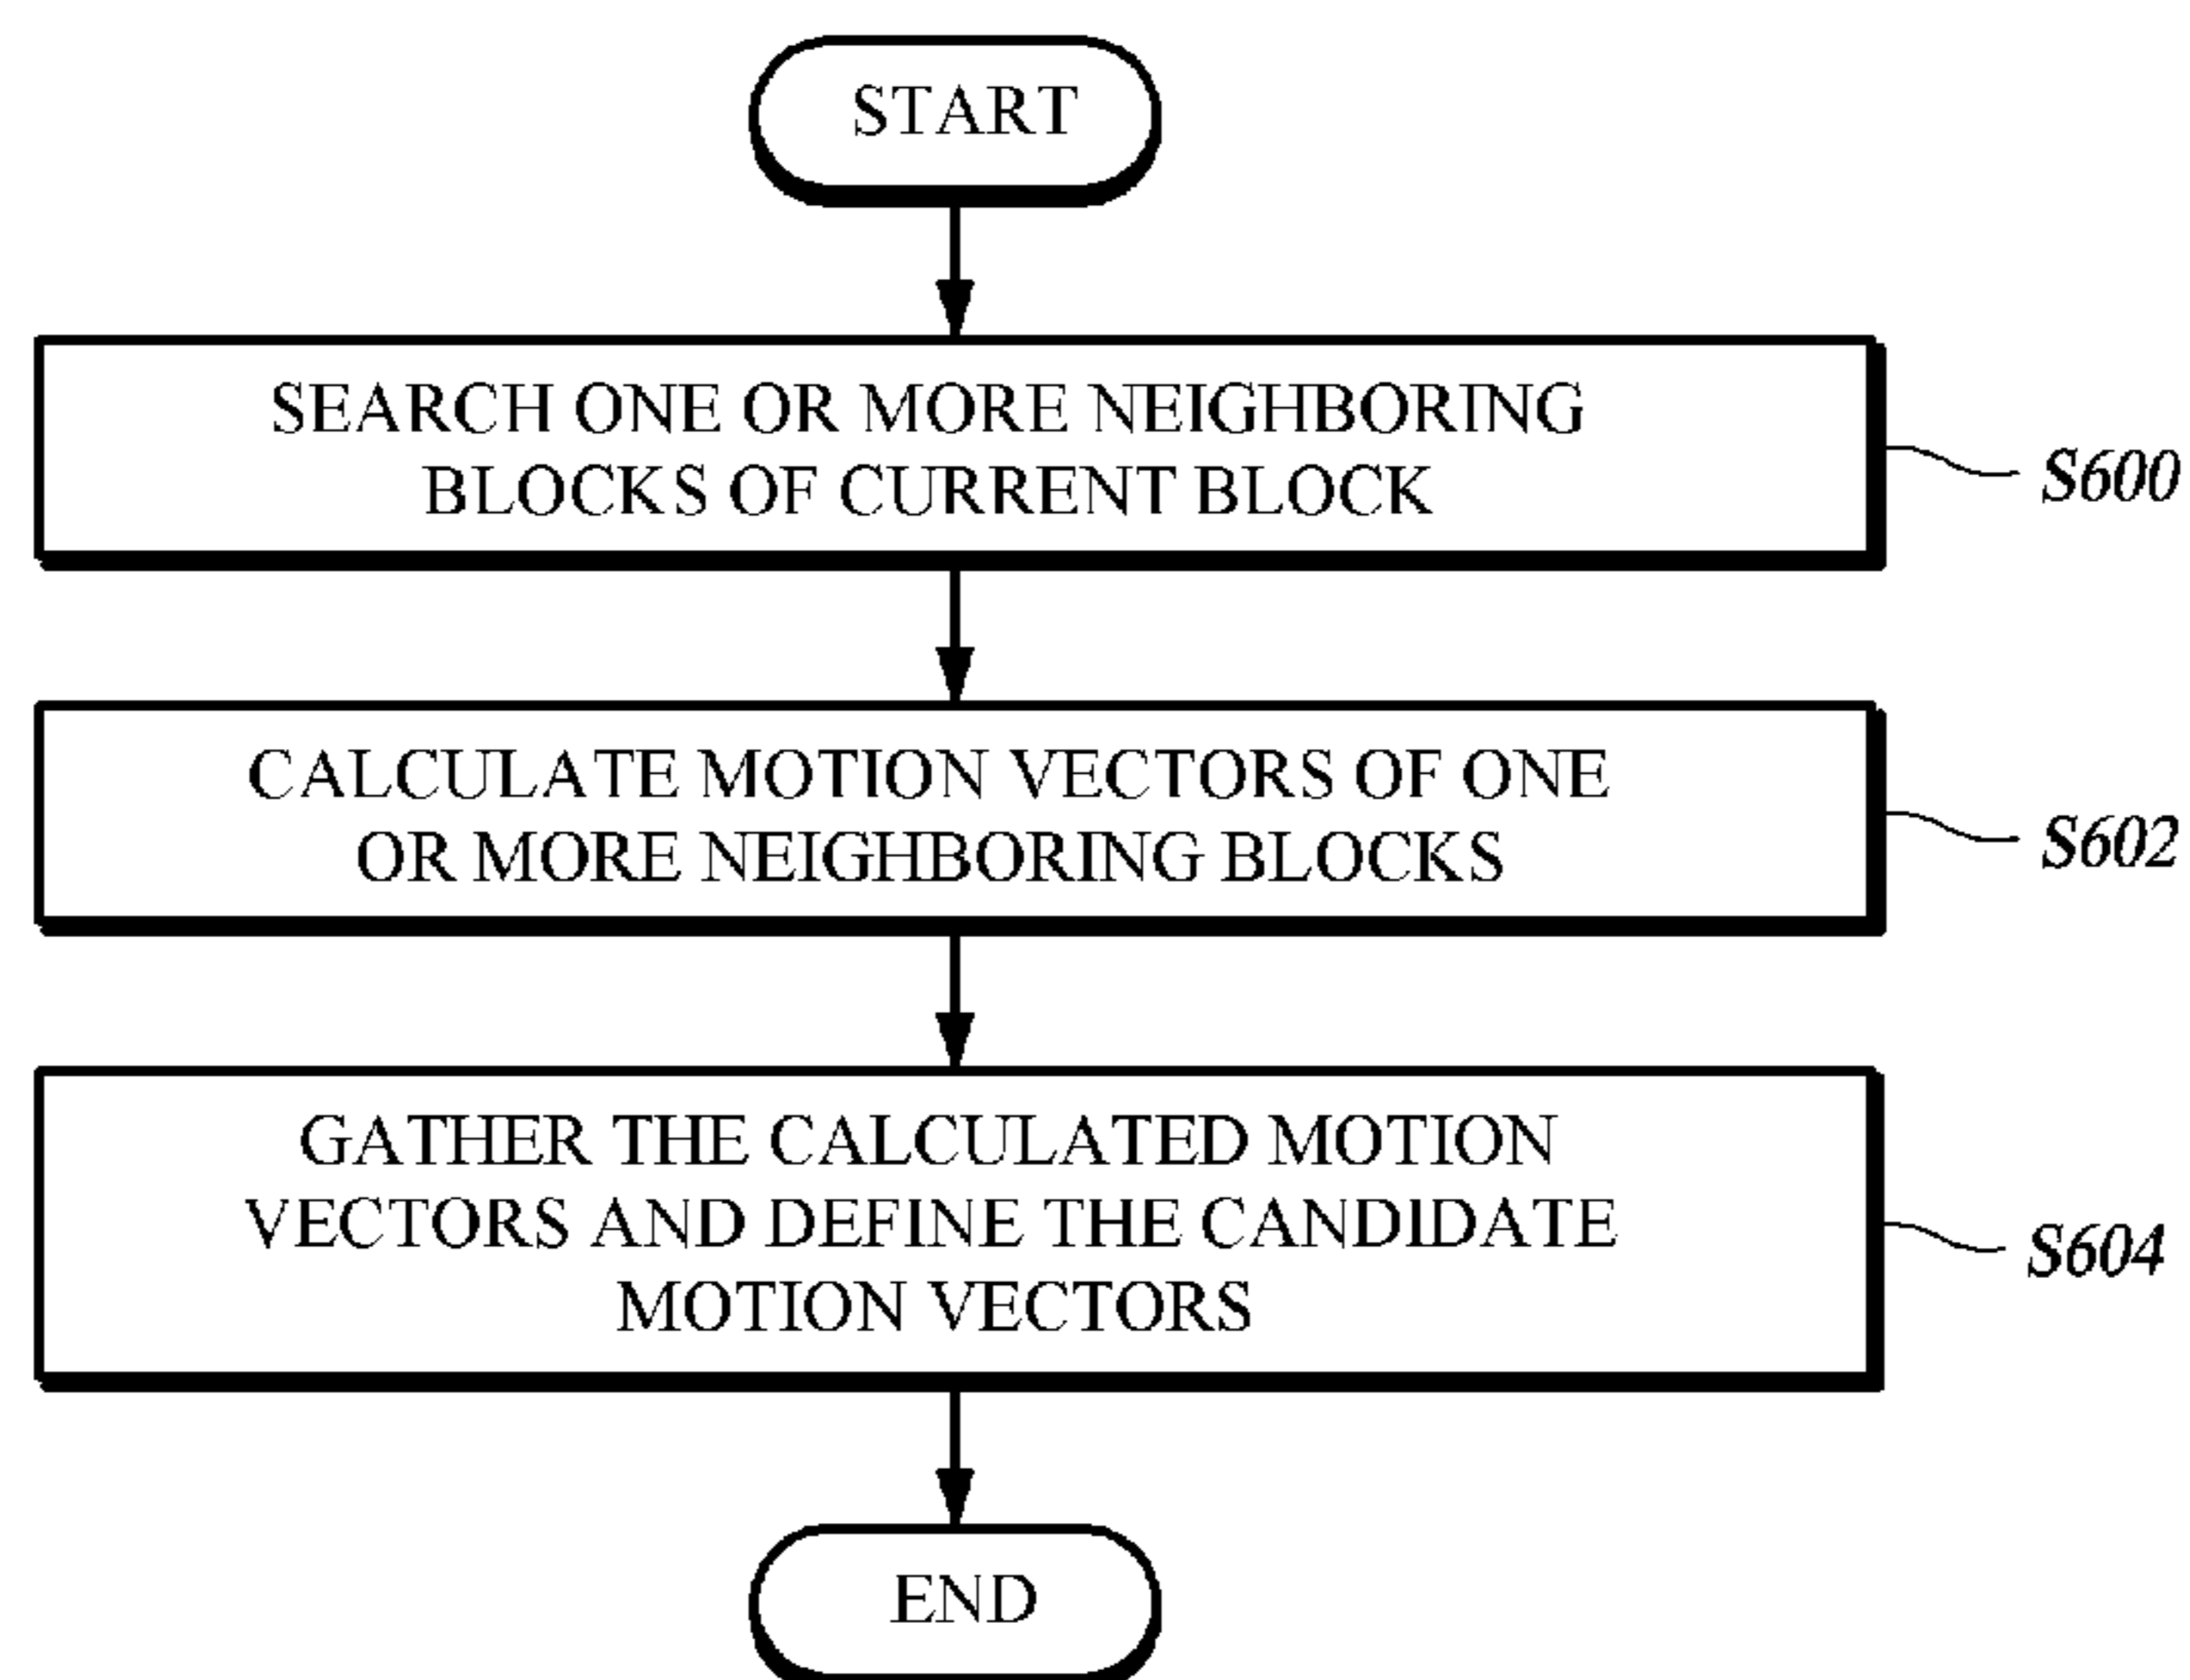 START
SEARCH ONE OR MORE NEIGHBORING
BLOCKS OF CURRENT BLOCK
S600
CALCULATE MOTION VECTORS OF ONE
OR MORE NEIGHBORING BLOCKS
S602
GATHER THE CALCULATED MOTION
VECTORS AND DEFINE THE CANDIDATE
MOTION VECTORS
S604
END